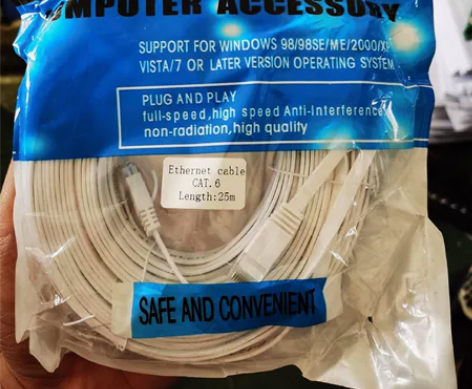 COMPUTER ACCESSORY
SUPPORT FOR WINDOWS 98/98SE/ME/2000/XP
VISTA/7 OR LATER VERSION OPERATING SYSTEM
PLUG AND PLAY
full-speed,high speed Anti-Interference
non-radiation,high quality
Ethernet cable
CAT.6
Length:25m
SAFE AND CONVENIENT